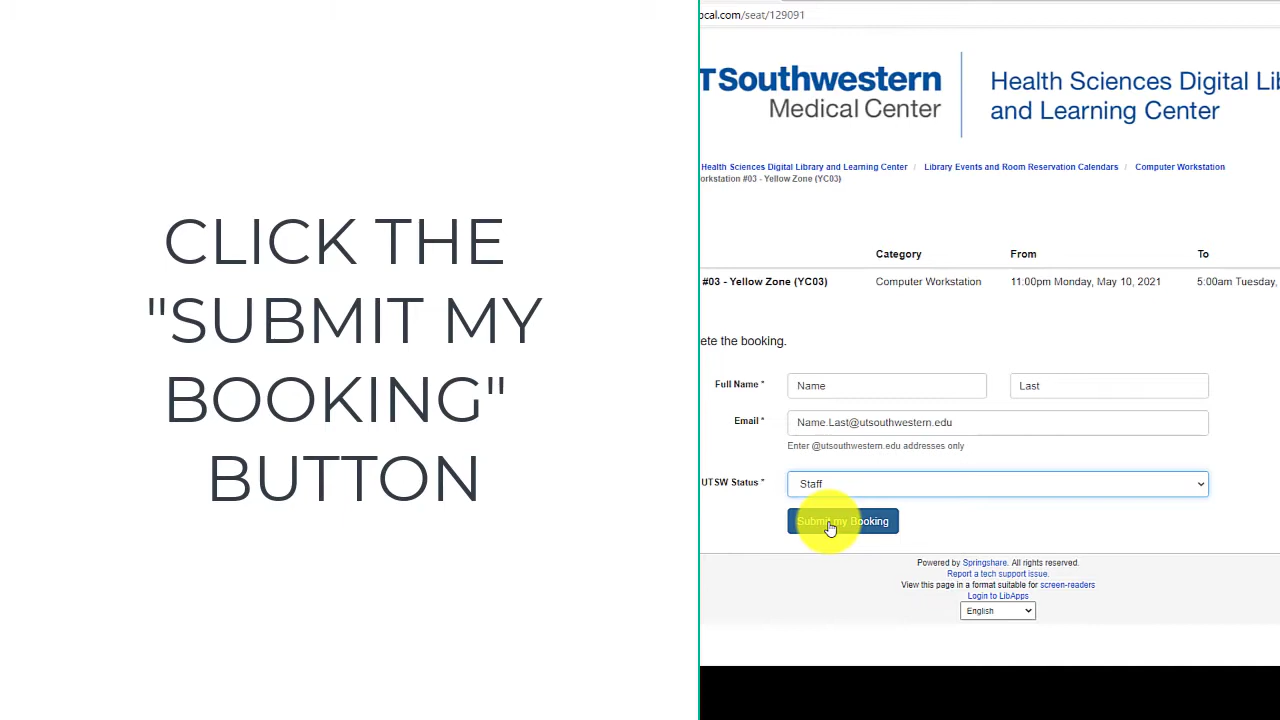 CLICK THE
"SUBMIT MY
BOOKING"
BUTTON
ocal.com/seat/129091
TSouthwestern
Medical Center
Health Sciences Digital Lib
and Learning Center
Health Sciences Digital Library and Learning Center / Library Events and Room Reservation Calendars / Computer Workstation
orkstation #03 - Yellow Zone (YC03)
Category From To
#03 - Yellow Zone (YC03) Computer Workstation 11:00pm Monday, May 10, 2021 5:00am Tuesday,
ete the booking.
Full Name * Name Last
Email * Name.Last@utsouthwestern.edu
Enter @utsouthwestern.edu addresses only
UTSW Status * Staff
Submit my Booking
Powered by Springshare. All rights reserved.
Report a tech support issue.
View this page in a format suitable for screen-readers
Login to LibApps
English